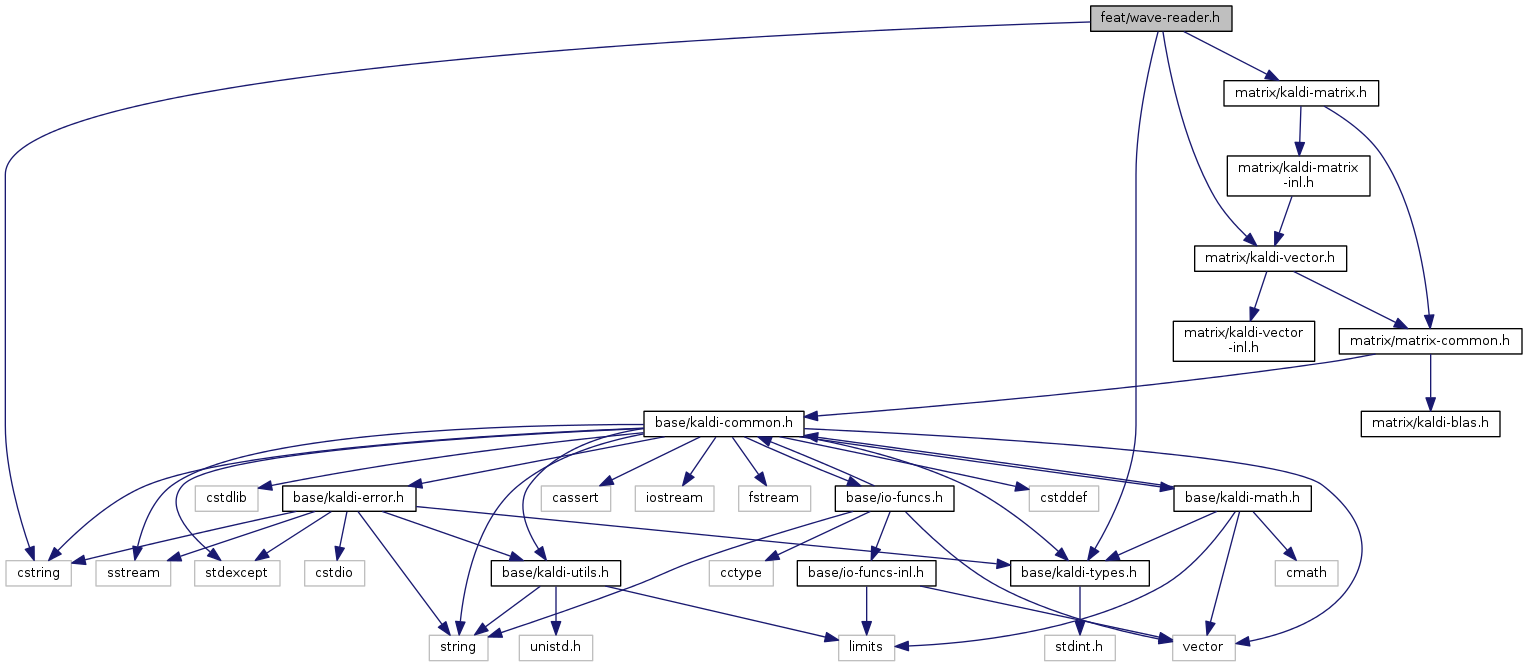 feat/wave-reader.h
matrix/kaldi-matrix.h
matrix/kaldi-matrix
-inl.h
matrix/kaldi-vector.h
matrix/kaldi-vector
-inl.h
matrix/matrix-common.h
base/kaldi-common.h
matrix/kaldi-blas.h
cstdlib
base/kaldi-error.h
cassert
iostream
fstream
base/io-funcs.h
cstddef
base/kaldi-math.h
cstring
sstream
stdexcept
cstdio
base/kaldi-utils.h
cctype
base/io-funcs-inl.h
base/kaldi-types.h
cmath
string
unistd.h
limits
stdint.h
vector